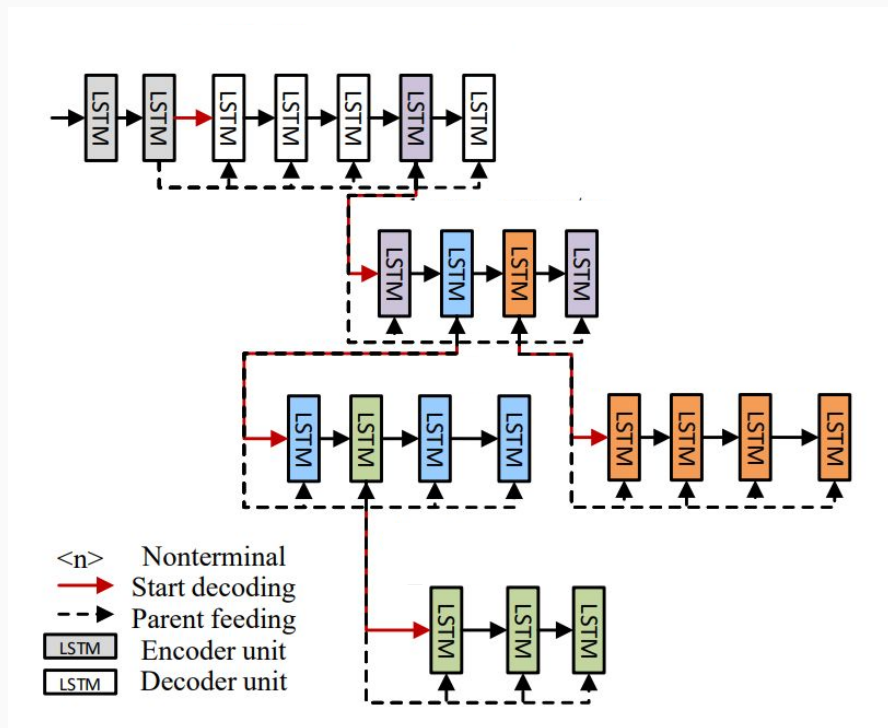 LSTM LSTM LSTM LSTM LSTM LSTM LSTM
LSTM LSTM LSTM LSTM
LSTM LSTM LSTM LSTM LSTM LSTM LSTM LSTM
LSTM LSTM LSTM
<n> Nonterminal
Start decoding
Parent feeding
LSTM Encoder unit
LSTM Decoder unit